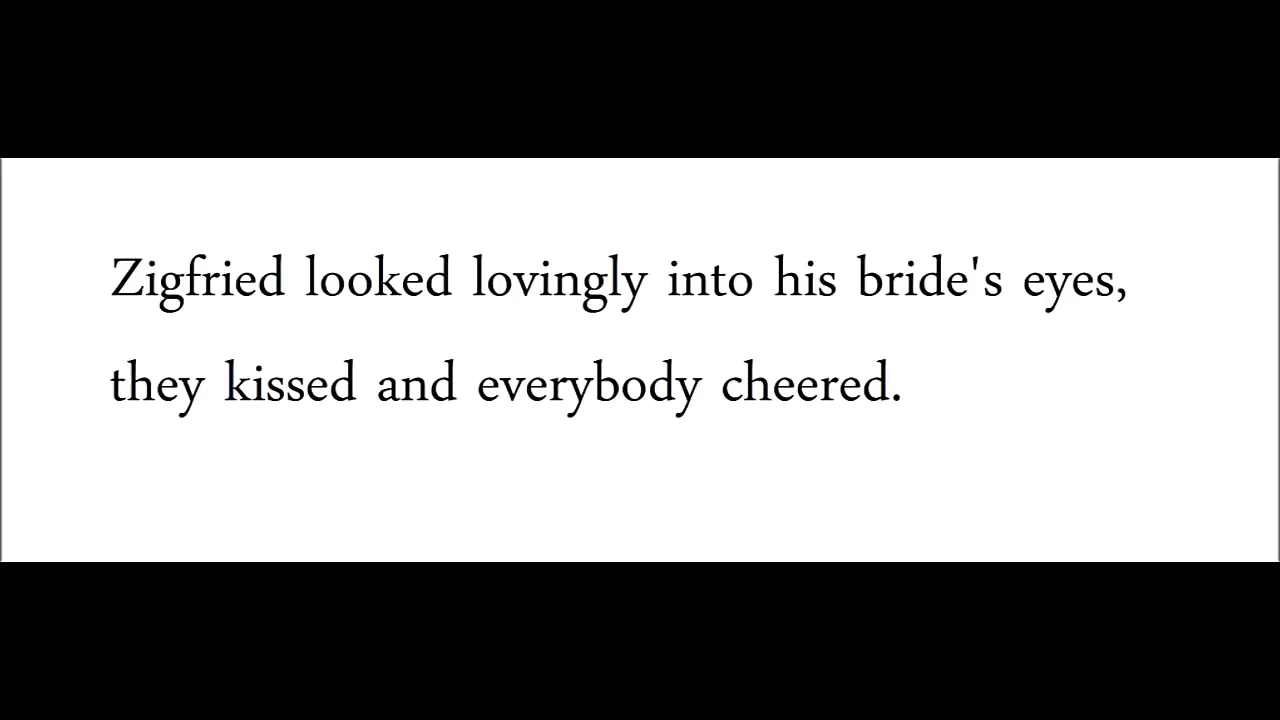 Zigfried looked lovingly into his bride's eyes,
they kissed and everybody cheered.